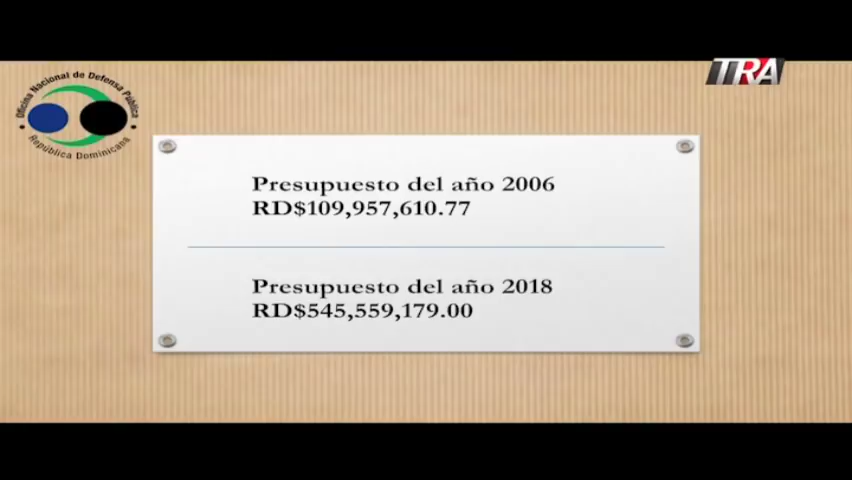 Oficina Nacional de Defensa Pública
República Dominicana
TRA
Presupuesto del año 2006
RD$109,957,610.77
Presupuesto del año 2018
RD$545,559,179.00